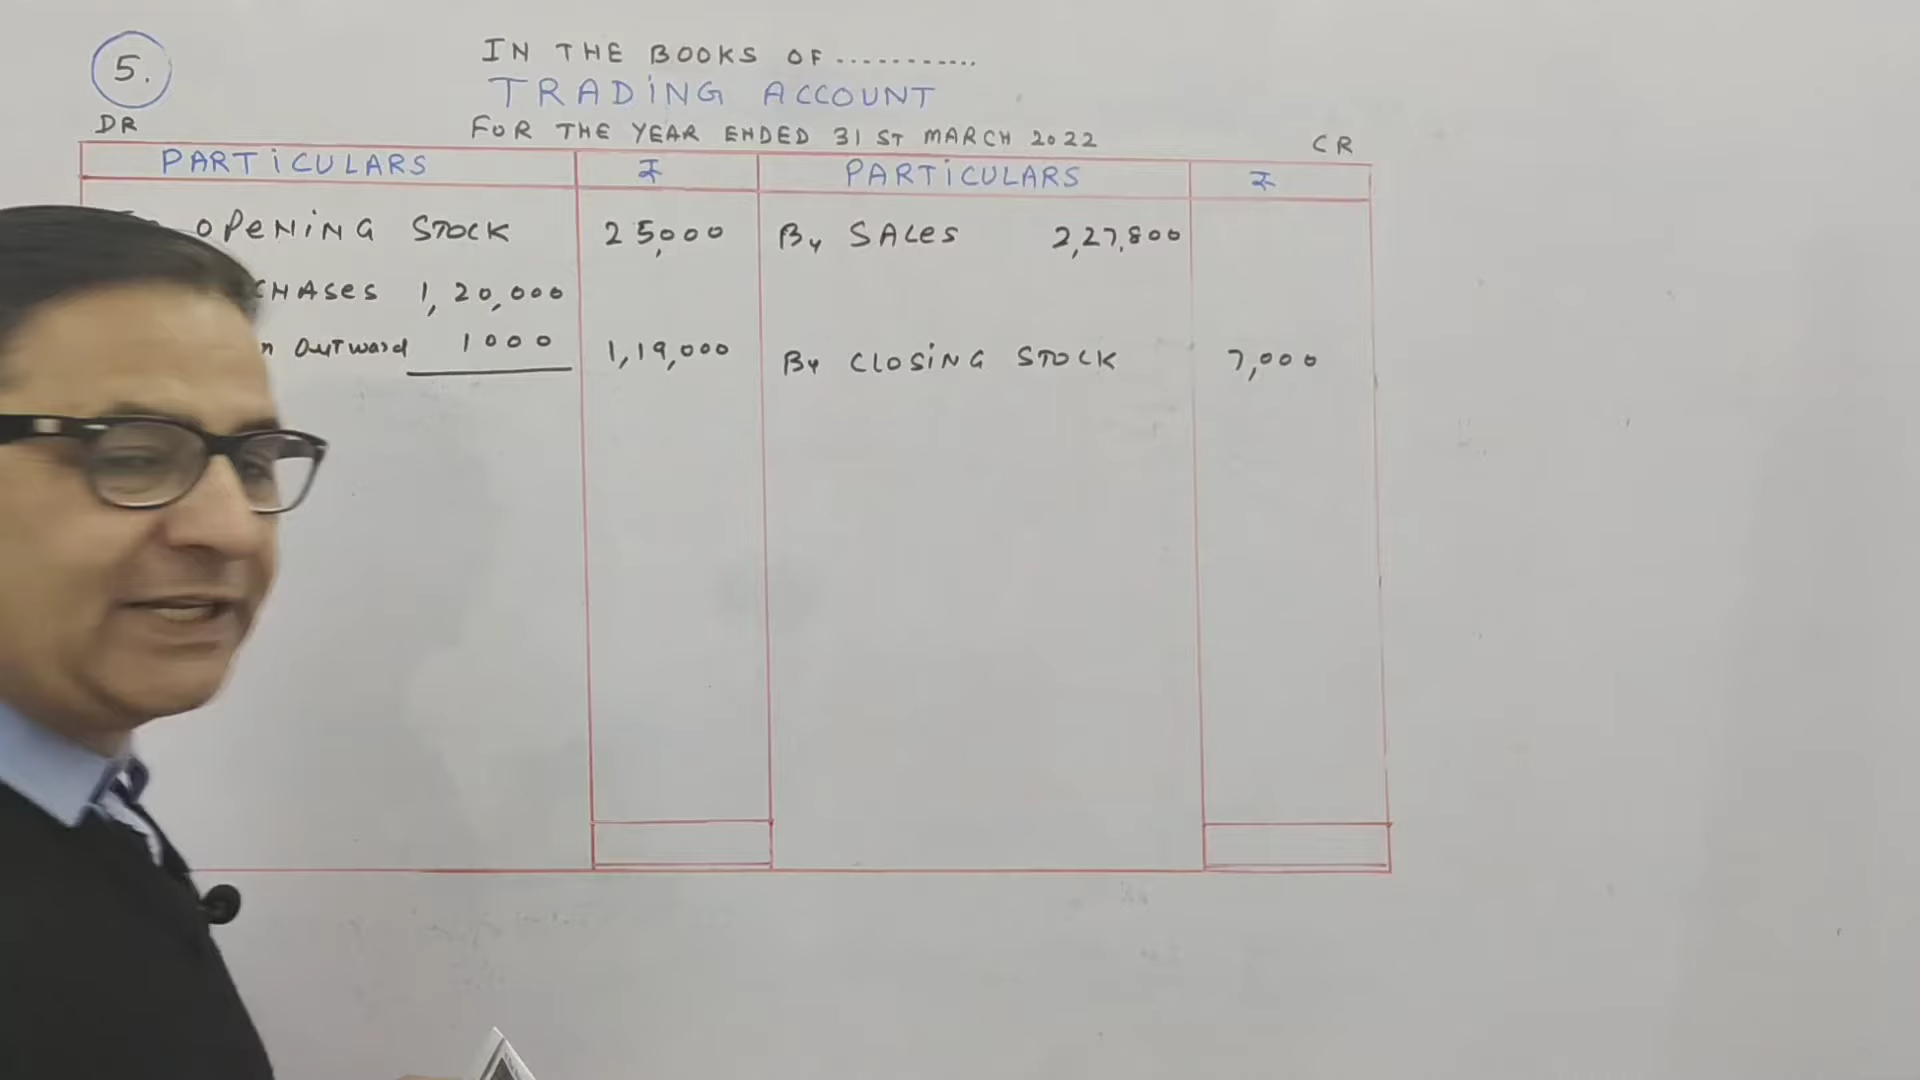 5.
IN THE BOOKS OF ...........
TRADING ACCOUNT
FOR THE YEAR ENDED 31 ST MARCH 2022
DR
CR
PARTICULARS ₹ PARTICULARS ₹
OPENING STOCK 25,000 By SALES 2,27,800
CHASES 1,20,000
n Outward 1000 1,19,000 By CLOSING STOCK 7,000